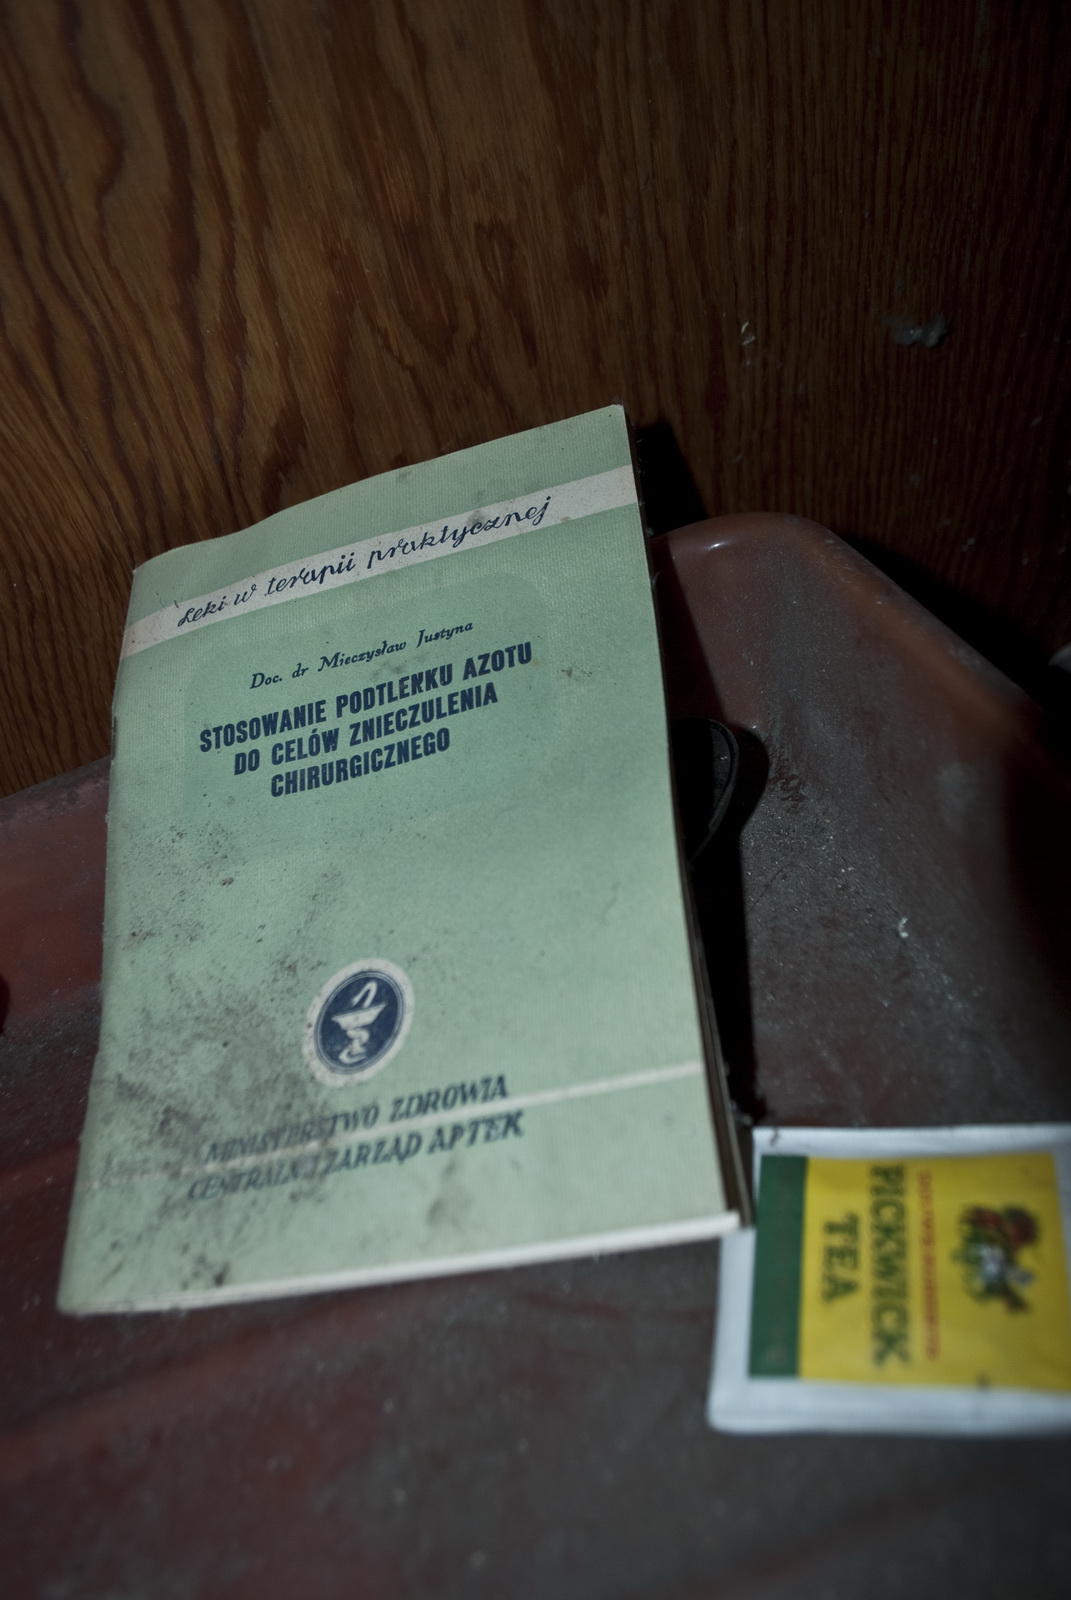 Leki w terapii praktycznej
Doc. dr Mieczysław Justyna
STOSOWANIE PODTLENKU AZOTU
DO CELÓW ZNIECZULENIA
CHIRURGICZNEGO
MINISTERSTWO ZDROWIA
CENTRALNY ZARZĄD APTEK
PICKWICK
TEA